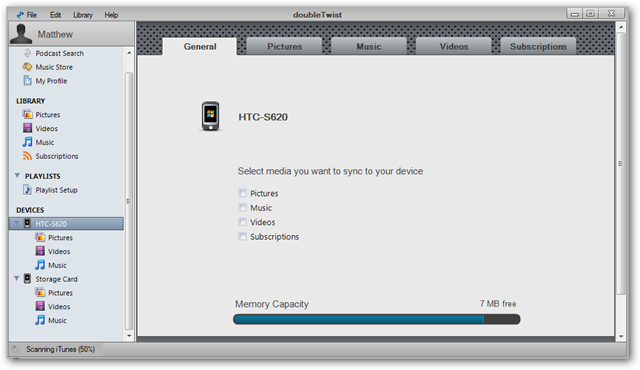 File Edit Library Help doubleTwist
Matthew
Podcast Search
Music Store
My Profile
LIBRARY
Pictures
Videos
Music
Subscriptions
PLAYLISTS
Playlist Setup
DEVICES
HTC-S620
Pictures
Videos
Music
Storage Card
Pictures
Videos
Music
General Pictures Music Videos Subscriptions
HTC-S620
Select media you want to sync to your device
Pictures
Music
Videos
Subscriptions
Memory Capacity 7 MB free
Scanning iTunes (50%)